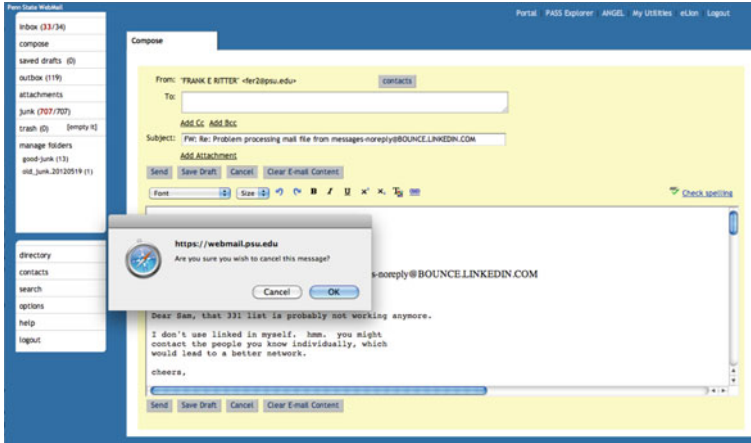 Penn State WebMail
Portal PASS Explorer ANGEL My Utilities eLion Logout
Inbox (33/34)
compose
saved drafts (0)
outbox (119)
attachments
junk (707/707)
trash (0) [empty it]
manage folders
good-junk (13)
old_junk.20120519 (1)
directory
contacts
search
options
help
logout
Compose
From: "FRANK E RITTER" <fer2@psu.edu>
contacts
To:
Add Cc Add Bcc
Subject: FW: Re: Problem processing mail file from messages-noreply@BOUNCE.LINKEDIN.COM
Add Attachment
Send Save Draft Cancel Clear E-mail Content
Font Size B I U x² x₂ Check spelling
https://webmail.psu.edu
Are you sure you wish to cancel this message?
Cancel OK
s-noreply@BOUNCE.LINKEDIN.COM
Dear Sam, that 331 list is probably not working anymore.
I don't use linked in myself. hmm. you might
contact the people you know individually, which
would lead to a better network.
cheers,
Send Save Draft Cancel Clear E-mail Content